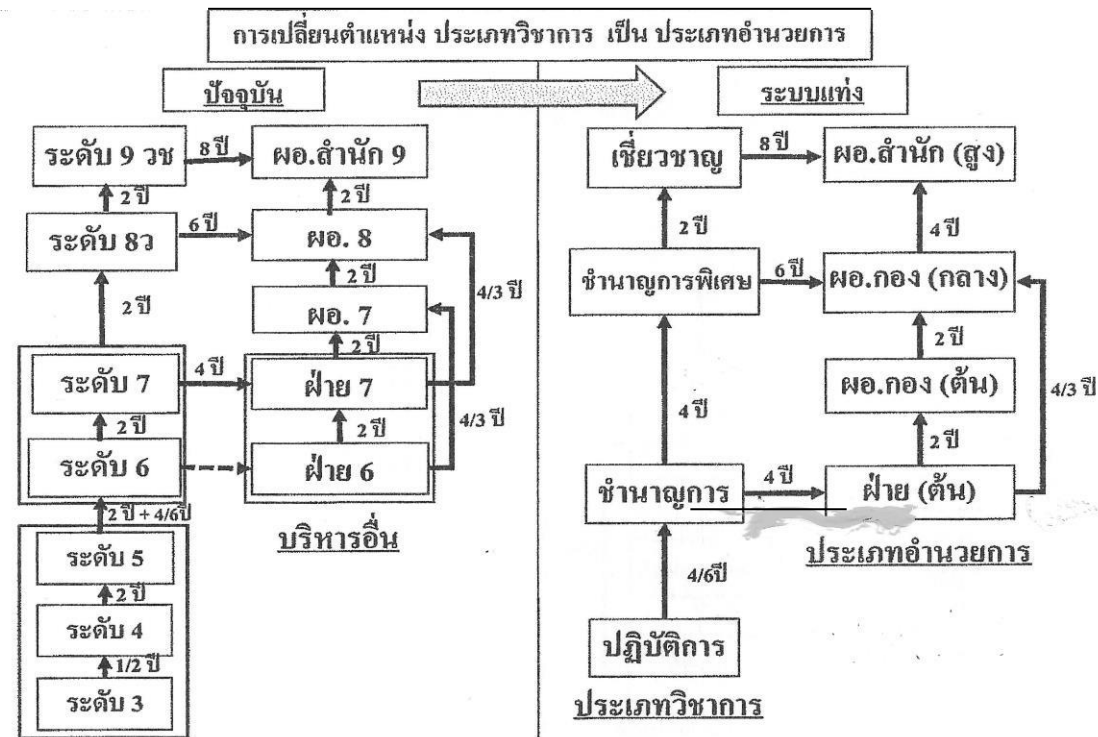 การเปลี่ยนตำแหน่ง ประเภทวิชาการ เป็น ประเภทอำนวยการ
ปัจจุบัน
ระดับ 9 วช
8 ปี
ผอ.สำนัก 9
2 ปี
2 ปี
ระดับ 8ว
6 ปี
ผอ. 8
2 ปี
2 ปี
4/3 ปี
ผอ. 7
2 ปี
ระดับ 7
4 ปี
ฝ่าย 7
2 ปี
2 ปี
4/3 ปี
ระดับ 6
ฝ่าย 6
2 ปี + 4/6ปี
บริหารอื่น
ระดับ 5
2 ปี
ระดับ 4
1/2 ปี
ระดับ 3
ระบบแท่ง
เชี่ยวชาญ
8 ปี
ผอ.สำนัก (สูง)
2 ปี
4 ปี
ชำนาญการพิเศษ
6 ปี
ผอ.กอง (กลาง)
2 ปี
ผอ.กอง (ต้น)
4/3 ปี
4 ปี
2 ปี
ชำนาญการ
4 ปี
ฝ่าย (ต้น)
ประเภทอำนวยการ
4/6ปี
ปฏิบัติการ
ประเภทวิชาการ